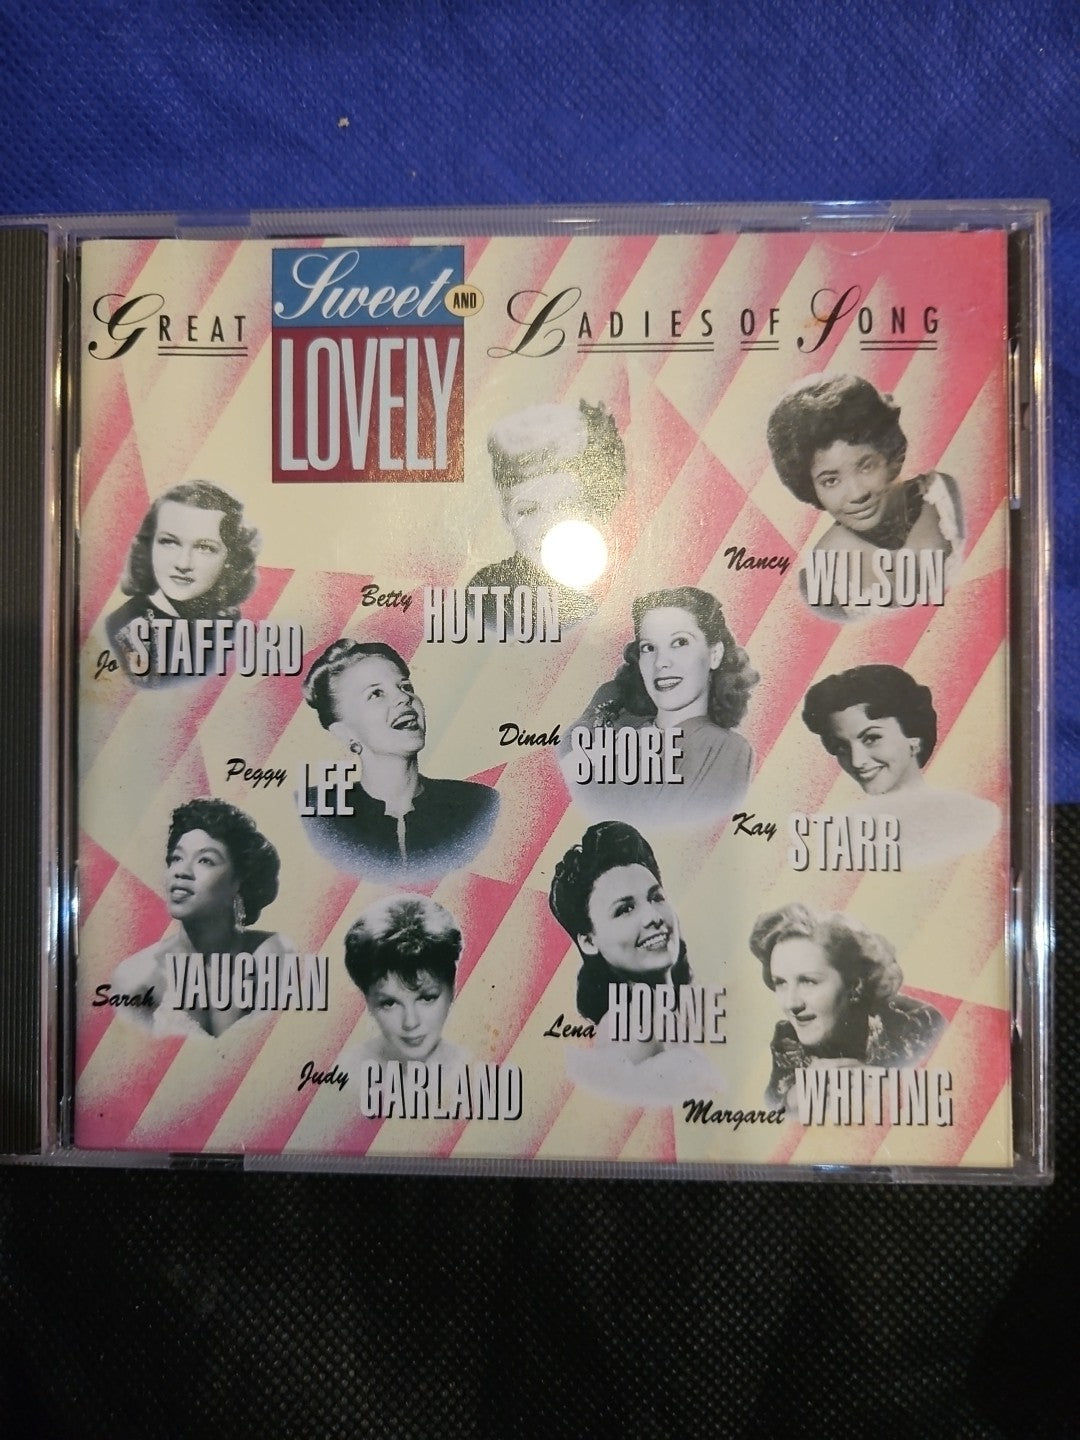 Sweet AND
GREAT LADIES OF SONG
LOVELY
Nancy WILSON
Betty HUTTON
Jo STAFFORD
Dinah SHORE
Peggy LEE
Kay STARR
Sarah VAUGHAN
Lena HORNE
Judy GARLAND
Margaret WHITING